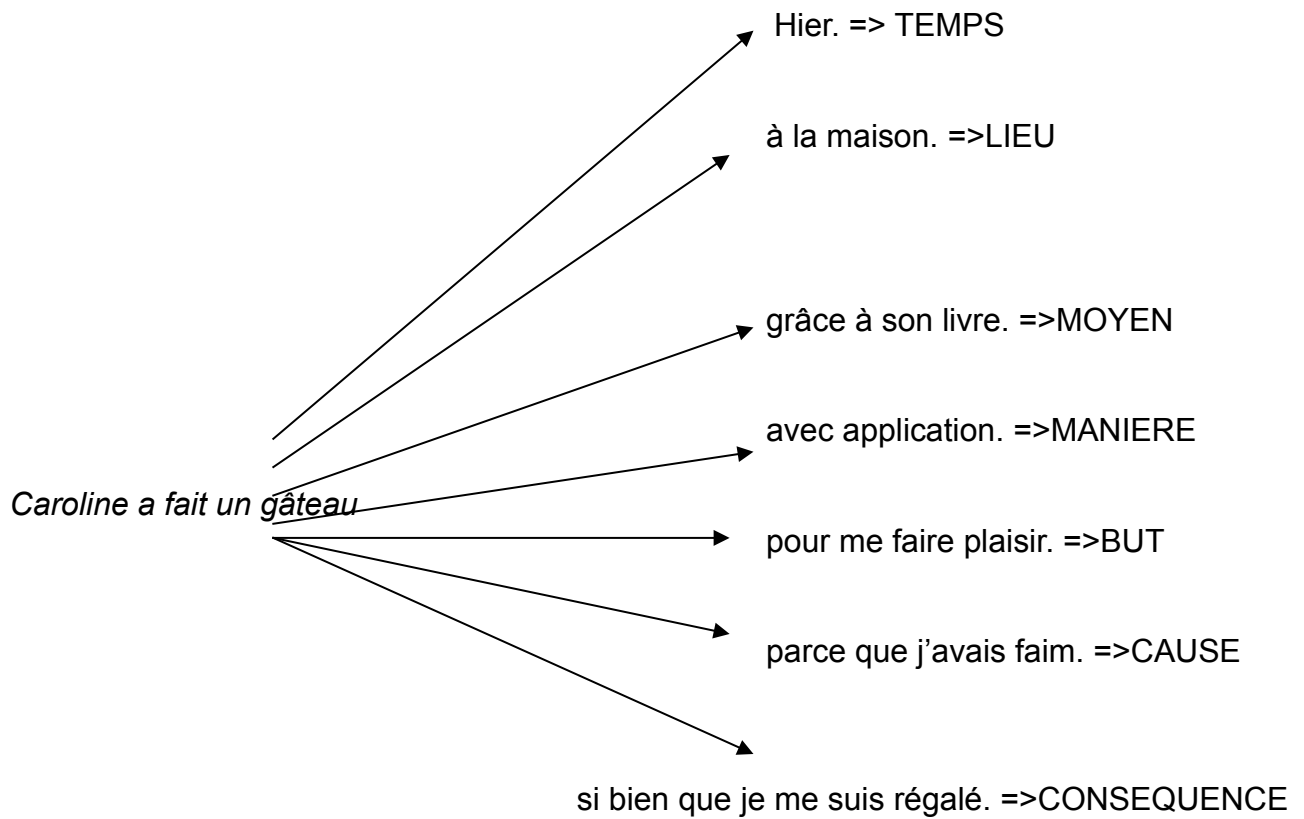 Hier. => TEMPS
à la maison. =>LIEU
grâce à son livre. =>MOYEN
avec application. =>MANIERE
Caroline a fait un gâteau
pour me faire plaisir. =>BUT
parce que j’avais faim. =>CAUSE
si bien que je me suis régalé. =>CONSEQUENCE